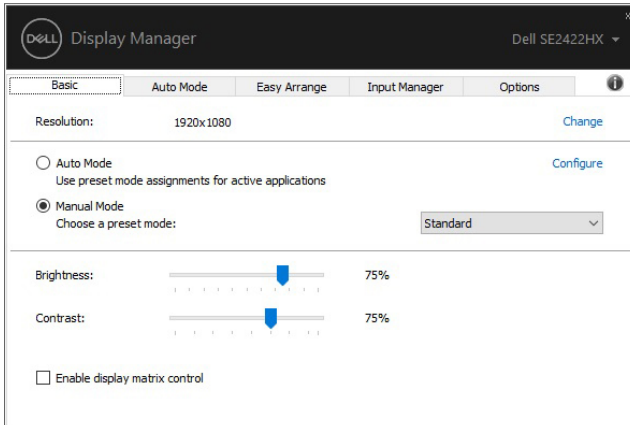 DELL Display Manager Dell SE2422HX
Basic Auto Mode Easy Arrange Input Manager Options
Resolution: 1920x1080 Change
Auto Mode Configure
Use preset mode assignments for active applications
Manual Mode
Choose a preset mode: Standard
Brightness: 75%
Contrast: 75%
Enable display matrix control